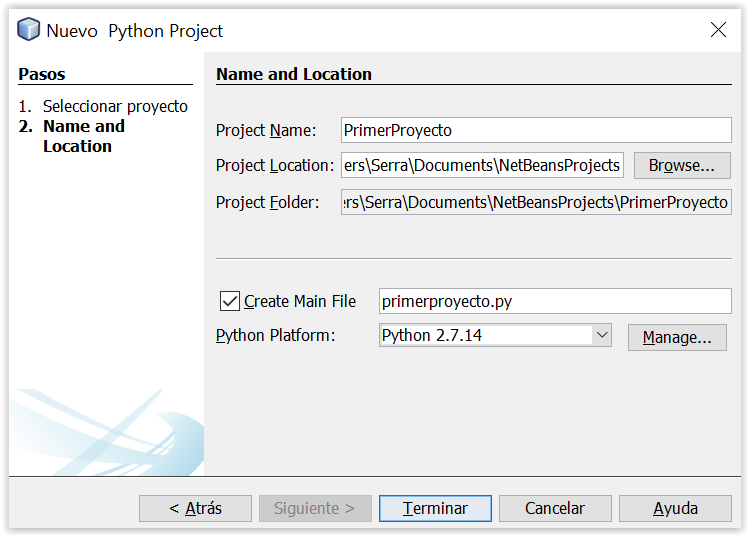 Nuevo  Python Project
Pasos
1. Seleccionar proyecto
2. Name and
Location
Name and Location
Project Name: PrimerProyecto
Project Location: ers\Serra\Documents\NetBeansProjects Browse...
Project Folder: ers\Serra\Documents\NetBeansProjects\PrimerProyecto
Create Main File primerproyecto.py
Python Platform: Python 2.7.14 Manage...
< Atrás Siguiente > Terminar Cancelar Ayuda